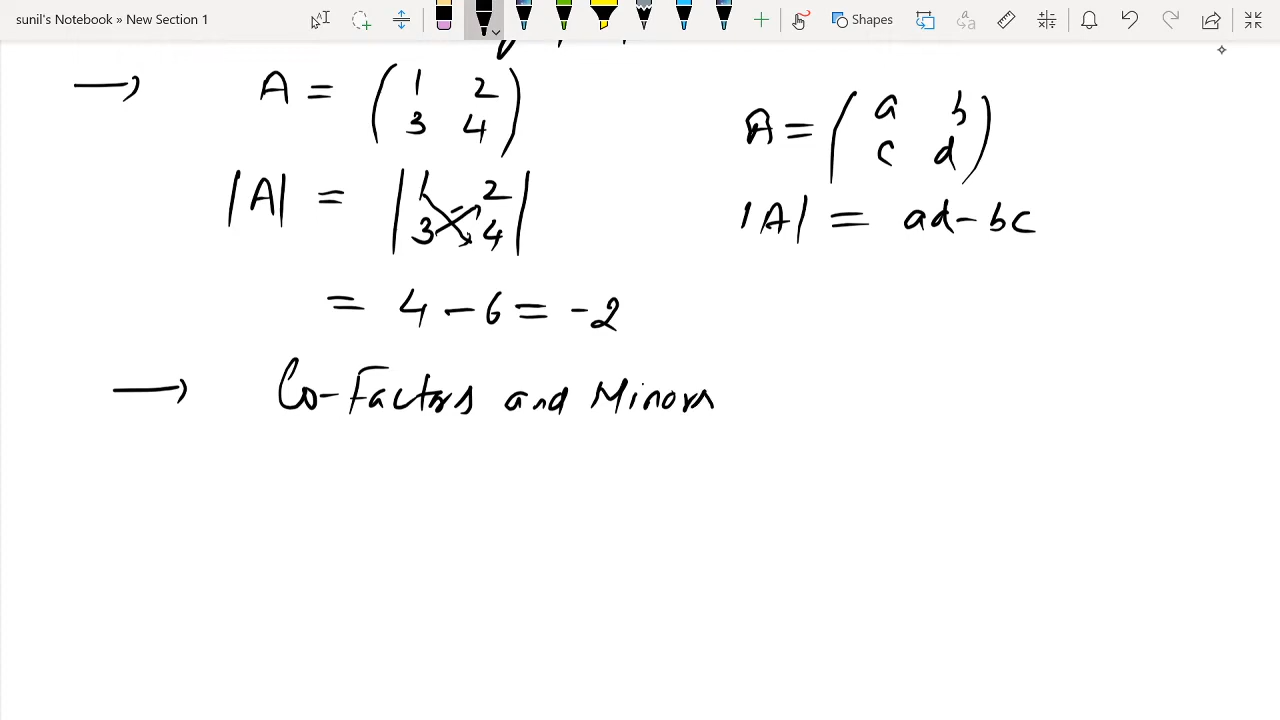 sunil's Notebook » New Section 1
Shapes
→ A = ( 1 2
3 4 )
|A| = | 1 2
3 4 |
= 4 - 6 = -2
A = ( a b
c d )
|A| = ad - bc
→ Co-Factors and Minors